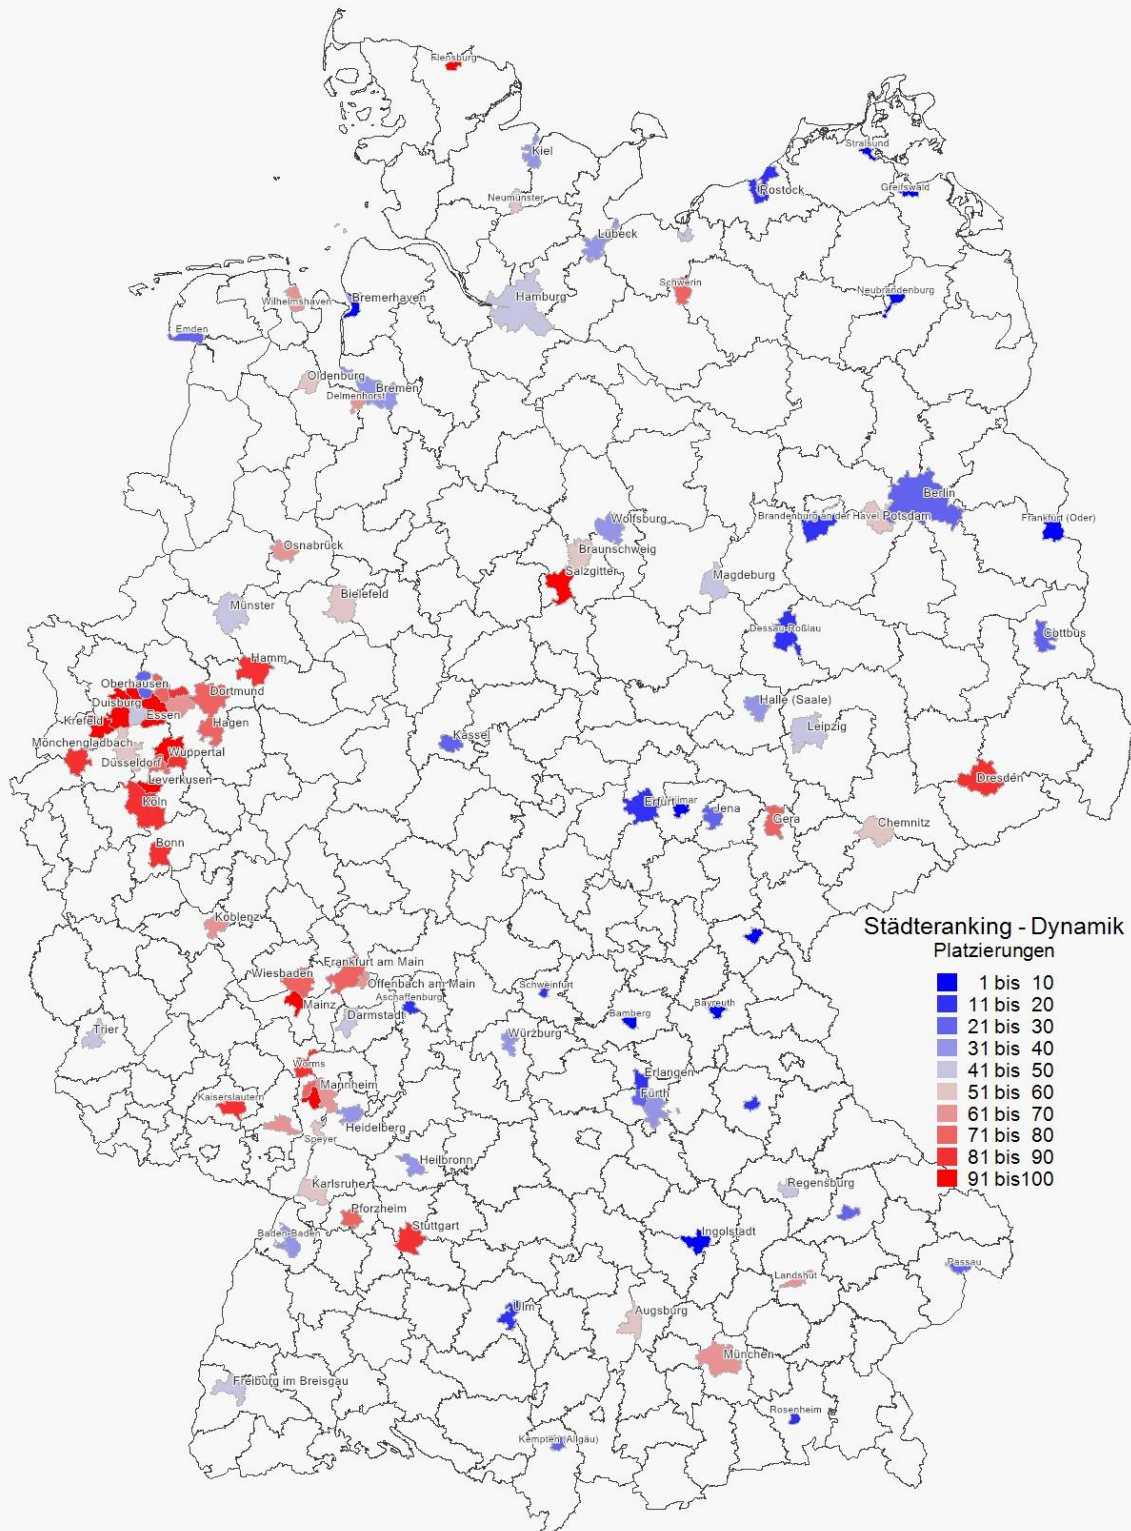 Flensburg
Kiel
Stralsund
Greifswald
Rostock
Neumünster
Lübeck
Schwerin
Neubrandenburg
Hamburg
Wilhelmshaven
Bremerhaven
Emden
Oldenburg
Bremen
Delmenhorst
Berlin
Brandenburg an der Havel
Potsdam
Frankfurt (Oder)
Wolfsburg
Osnabrück
Braunschweig
Salzgitter
Magdeburg
Bielefeld
Münster
Dessau-Roßlau
Cottbus
Hamm
Oberhausen
Dortmund
Duisburg
Essen
Krefeld
Hagen
Halle (Saale)
Leipzig
Kassel
Mönchengladbach
Wuppertal
Düsseldorf
Leverkusen
Dresden
Köln
Erfurt
imar
Jena
Gera
Chemnitz
Bonn
Koblenz
Städteranking - Dynamik
Platzierungen
1 bis 10
11 bis 20
21 bis 30
31 bis 40
41 bis 50
51 bis 60
61 bis 70
71 bis 80
81 bis 90
91 bis100
Frankfurt am Main
Wiesbaden
Offenbach am Main
Schweinfurt
Aschaffenburg
Mainz
Bayreuth
Darmstadt
Bamberg
Trier
Würzburg
Worms
Erlangen
Mannheim
Fürth
Kaiserslautern
Heidelberg
Speyer
Heilbronn
Karlsruhe
Regensburg
Pforzheim
Stuttgart
Baden-Baden
Ingolstadt
Passau
Landshut
Ulm
Augsburg
München
Freiburg im Breisgau
Rosenheim
Kempten (Allgäu)